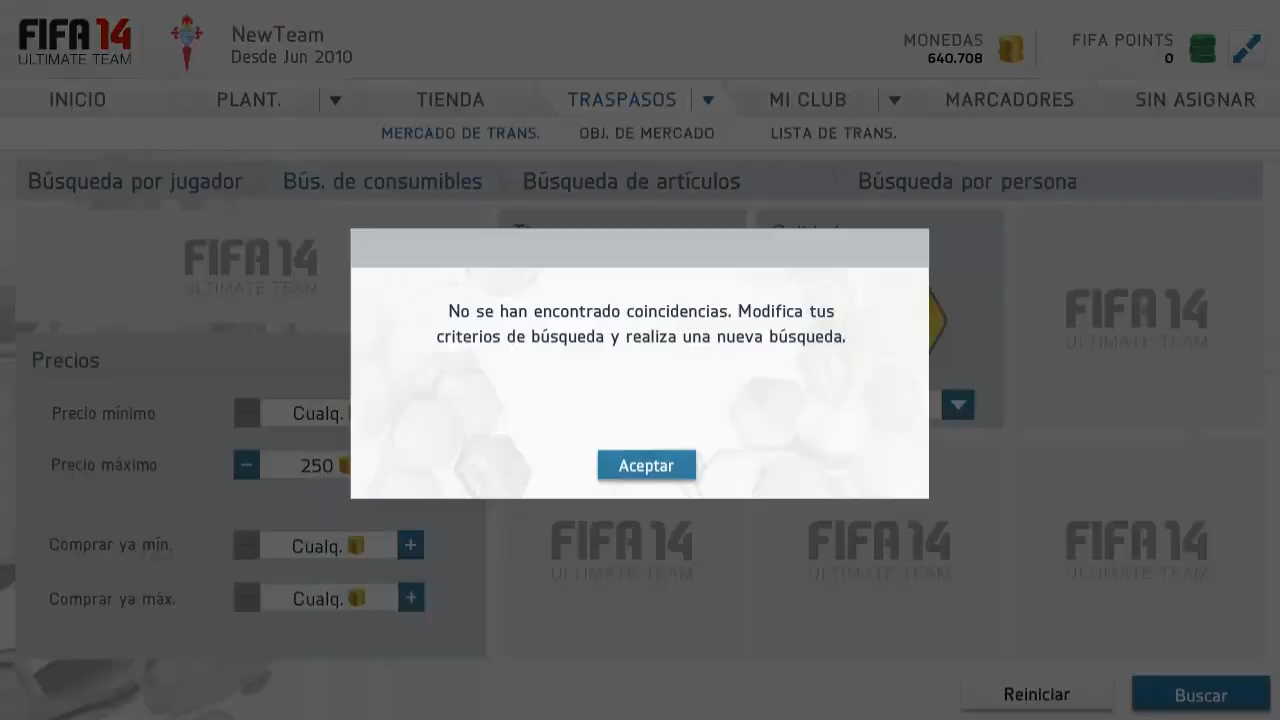 FIFA 14
ULTIMATE TEAM
NewTeam
Desde Jun 2010
MONEDAS
640.708
FIFA POINTS
0
INICIO
PLANT.
TIENDA
TRASPASOS
MI CLUB
MARCADORES
SIN ASIGNAR
MERCADO DE TRANS.
OBJ. DE MERCADO
LISTA DE TRANS.
Búsqueda por jugador
Bús. de consumibles
Búsqueda de artículos
Búsqueda por persona
FIFA 14
ULTIMATE TEAM
No se han encontrado coincidencias. Modifica tus
criterios de búsqueda y realiza una nueva búsqueda.
Aceptar
FIFA 14
ULTIMATE TEAM
Precios
Precio mínimo
Cualq.
Precio máximo
250
Comprar ya mín.
Cualq.
Comprar ya máx.
Cualq.
FIFA 14
ULTIMATE TEAM
FIFA 14
ULTIMATE TEAM
FIFA 14
ULTIMATE TEAM
Reiniciar
Buscar